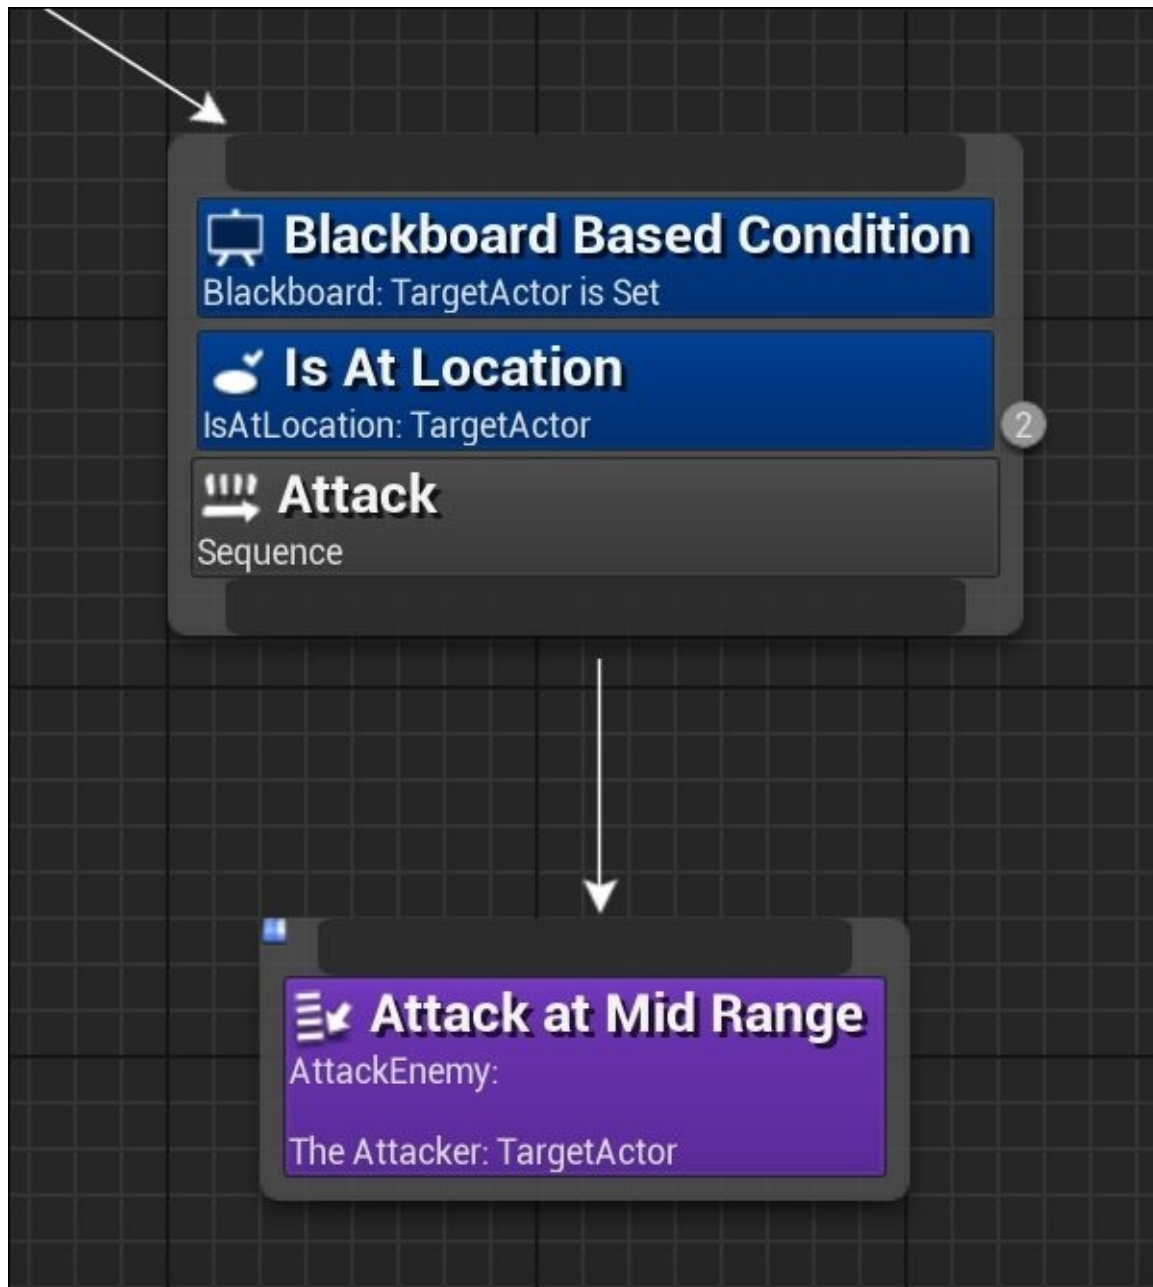 Blackboard Based Condition
Blackboard: TargetActor is Set
Is At Location
IsAtLocation: TargetActor
2
Attack
Sequence
Attack at Mid Range
AttackEnemy:
The Attacker: TargetActor